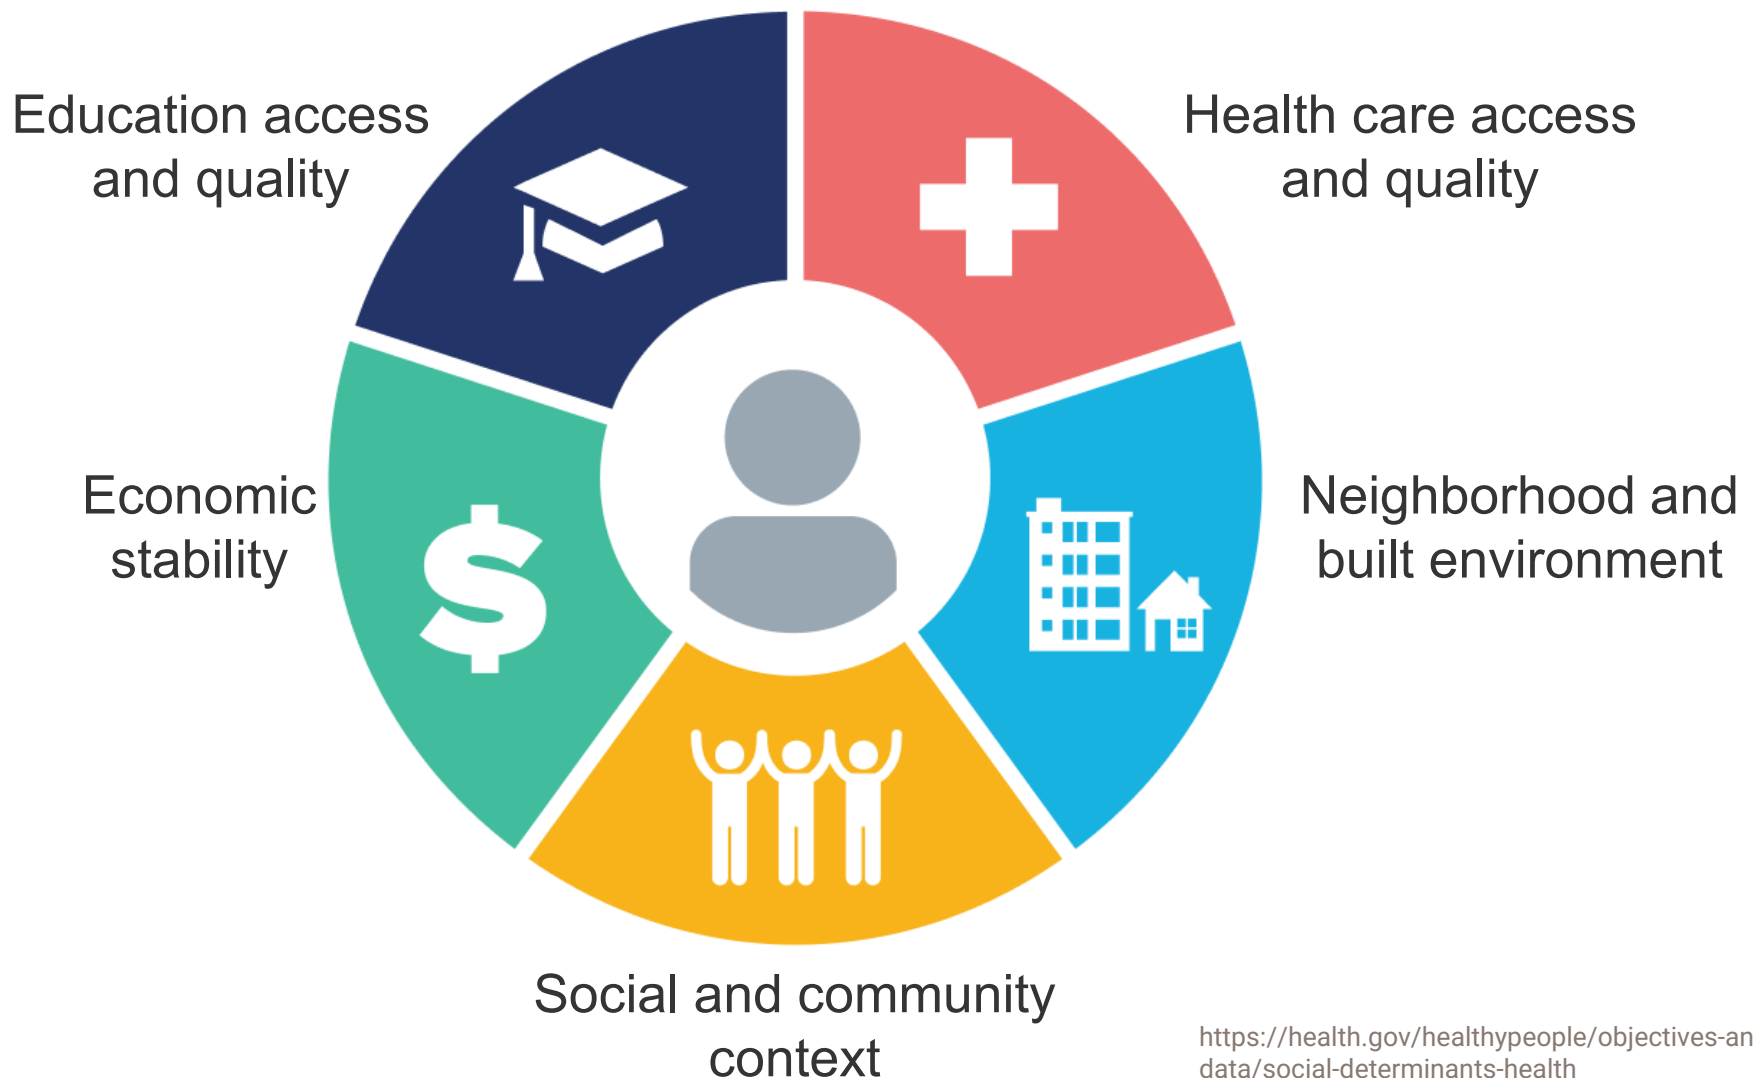 Education access
and quality
Health care access
and quality
Economic
stability
Neighborhood and
built environment
Social and community
context
https://health.gov/healthypeople/objectives-an
data/social-determinants-health